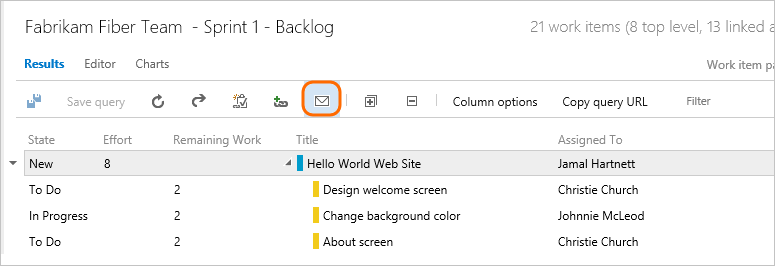 Fabrikam Fiber Team - Sprint 1 - Backlog 21 work items (8 top level, 13 linked
Results Editor Charts Work item
Save query Column options Copy query URL Filter
State Effort Remaining Work Title Assigned To
New 8 Hello World Web Site Jamal Hartnett
To Do 2 Design welcome screen Christie Church
In Progress 2 Change background color Johnnie McLeod
To Do 2 About screen Christie Church